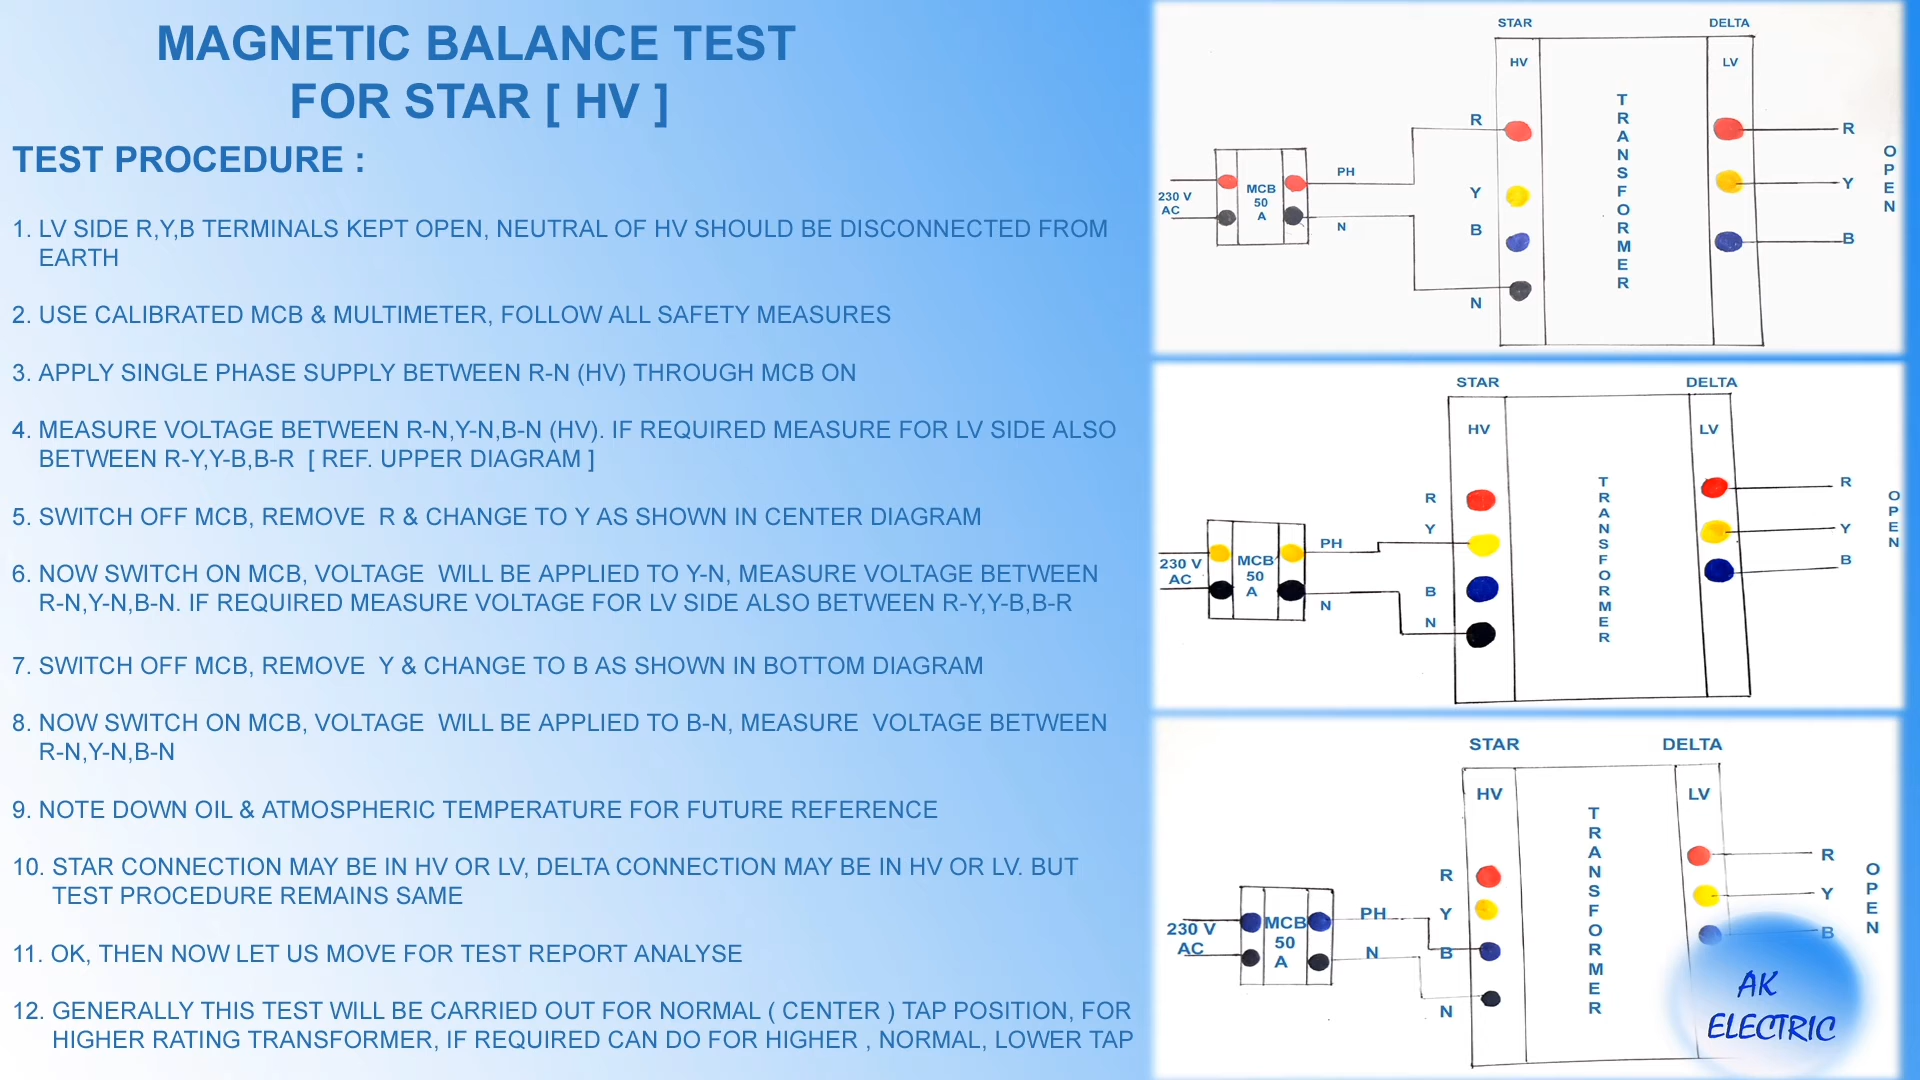 MAGNETIC BALANCE TEST
FOR STAR [ HV ]
TEST PROCEDURE :
1. LV SIDE R,Y,B TERMINALS KEPT OPEN, NEUTRAL OF HV SHOULD BE DISCONNECTED FROM
EARTH
2. USE CALIBRATED MCB & MULTIMETER, FOLLOW ALL SAFETY MEASURES
3. APPLY SINGLE PHASE SUPPLY BETWEEN R-N (HV) THROUGH MCB ON
4. MEASURE VOLTAGE BETWEEN R-N,Y-N,B-N (HV). IF REQUIRED MEASURE FOR LV SIDE ALSO
BETWEEN R-Y,Y-B,B-R [ REF. UPPER DIAGRAM ]
5. SWITCH OFF MCB, REMOVE R & CHANGE TO Y AS SHOWN IN CENTER DIAGRAM
6. NOW SWITCH ON MCB, VOLTAGE WILL BE APPLIED TO Y-N, MEASURE VOLTAGE BETWEEN
R-N,Y-N,B-N. IF REQUIRED MEASURE VOLTAGE FOR LV SIDE ALSO BETWEEN R-Y,Y-B,B-R
7. SWITCH OFF MCB, REMOVE Y & CHANGE TO B AS SHOWN IN BOTTOM DIAGRAM
8. NOW SWITCH ON MCB, VOLTAGE WILL BE APPLIED TO B-N, MEASURE VOLTAGE BETWEEN
R-N,Y-N,B-N
9. NOTE DOWN OIL & ATMOSPHERIC TEMPERATURE FOR FUTURE REFERENCE
10. STAR CONNECTION MAY BE IN HV OR LV, DELTA CONNECTION MAY BE IN HV OR LV. BUT
TEST PROCEDURE REMAINS SAME
11. OK, THEN NOW LET US MOVE FOR TEST REPORT ANALYSE
12. GENERALLY THIS TEST WILL BE CARRIED OUT FOR NORMAL ( CENTER ) TAP POSITION, FOR
HIGHER RATING TRANSFORMER, IF REQUIRED CAN DO FOR HIGHER , NORMAL, LOWER TAP
STAR
DELTA
HV
LV
TRANSFORMER
R
Y
B
N
PH
N
230 V
AC
MCB
50
A
R
Y
B
OPEN
STAR
DELTA
HV
LV
TRANSFORMER
R
Y
B
N
PH
N
230 V
AC
MCB
50
A
R
Y
B
OPEN
STAR
DELTA
HV
LV
TRANSFORMER
R
Y
B
N
PH
N
230 V
AC
MCB
50
A
R
Y
B
OPEN
AK
ELECTRIC